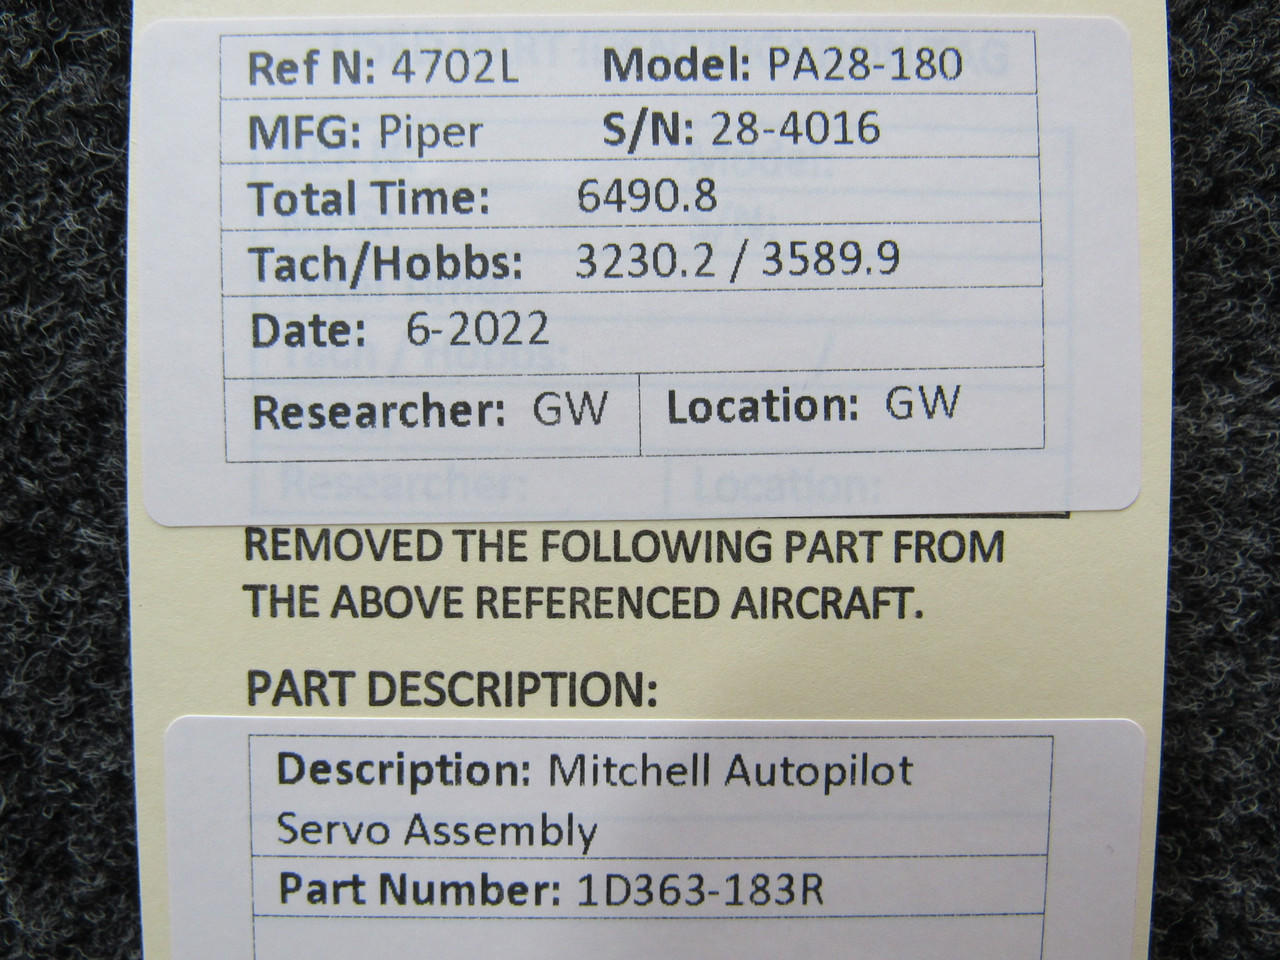 Ref N: 4702L Model: PA28-180
MFG: Piper S/N: 28-4016
Total Time: 6490.8
Tach/Hobbs: 3230.2 / 3589.9
Date: 6-2022
Researcher: GW Location: GW
Researcher: Location:
REMOVED THE FOLLOWING PART FROM
THE ABOVE REFERENCED AIRCRAFT.
PART DESCRIPTION:
Description: Mitchell Autopilot
Servo Assembly
Part Number: 1D363-183R